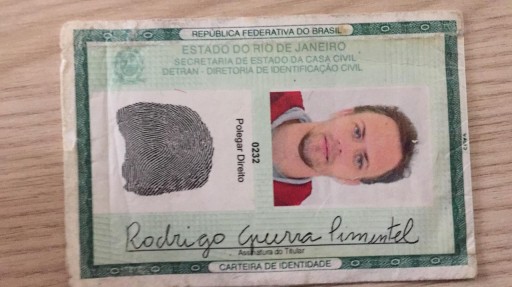 REPÚBLICA FEDERATIVA DO BRASIL
ESTADO DO RIO DE JANEIRO
SECRETARIA DE ESTADO DA CASA CIVIL
DETRAN - DIRETORIA DE IDENTIFICAÇÃO CIVIL
0232
Polegar Direito
Rodrigo Guerra Pimentel
Assinatura do Titular
CARTEIRA DE IDENTIDADE